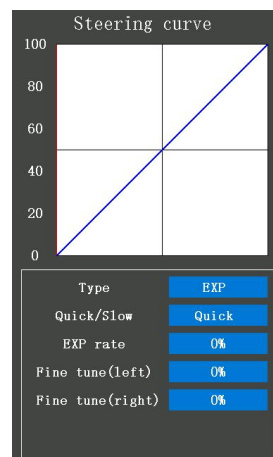 Steering curve
100
80
60
40
20
0
Type EXP
Quick/Slow Quick
EXP rate 0%
Fine tune(left) 0%
Fine tune(right) 0%